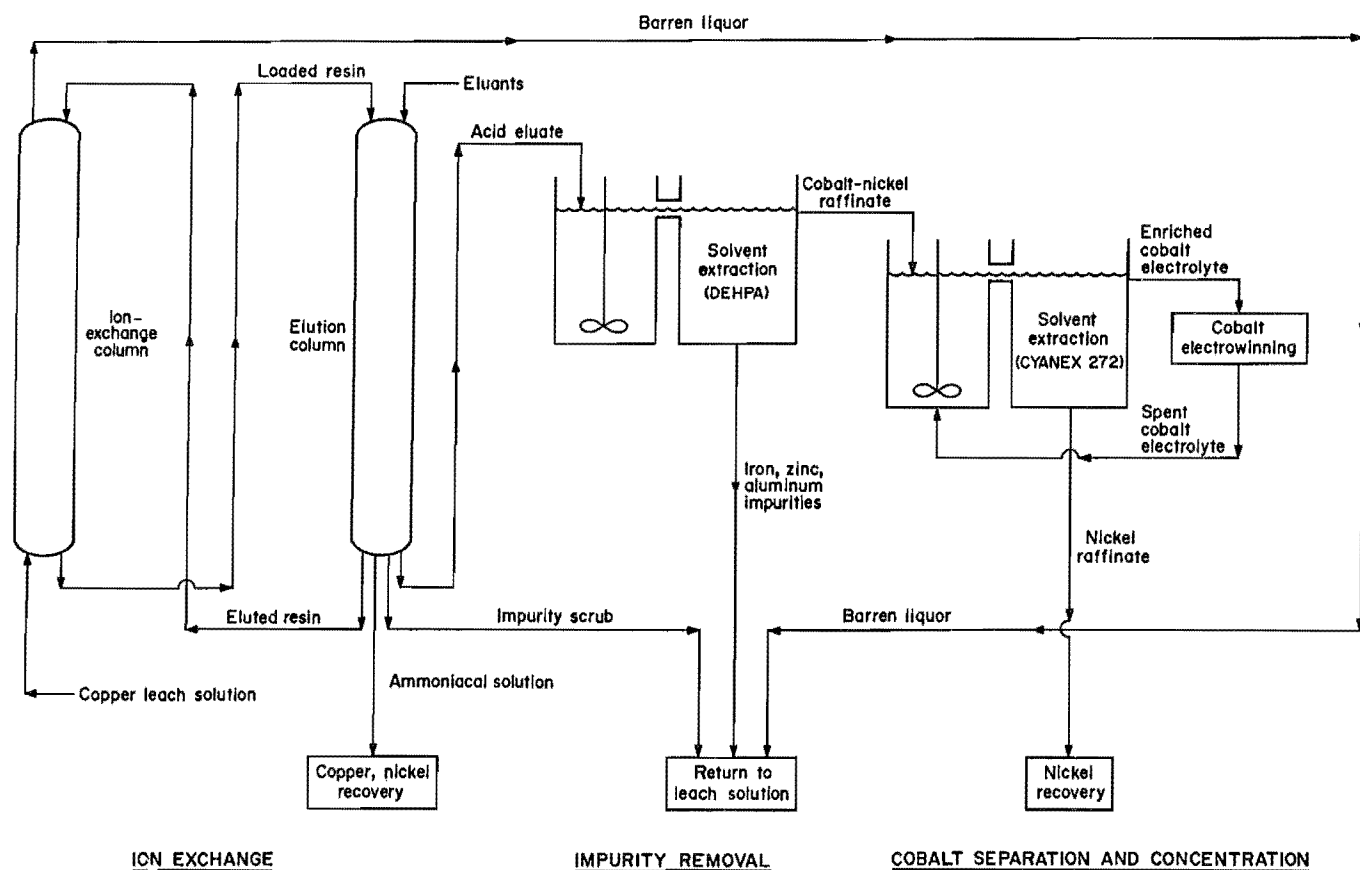 Barren liquor
Loaded resin
Eluants
Acid eluate
Cobalt-nickel
raffinate
Solvent
extraction
(DEHPA)
Enriched
cobalt
electrolyte
Ion-
exchange
column
Elution
column
Solvent
extraction
(CYANEX 272)
Cobalt
electrowinning
Spent
cobalt
electrolyte
Iron, zinc,
aluminum
impurities
Nickel
raffinate
Eluted resin
Impurity scrub
Barren liquor
Copper leach solution
Ammoniacal solution
Copper, nickel
recovery
Return to
leach solution
Nickel
recovery
ION EXCHANGE
IMPURITY REMOVAL
COBALT SEPARATION AND CONCENTRATION